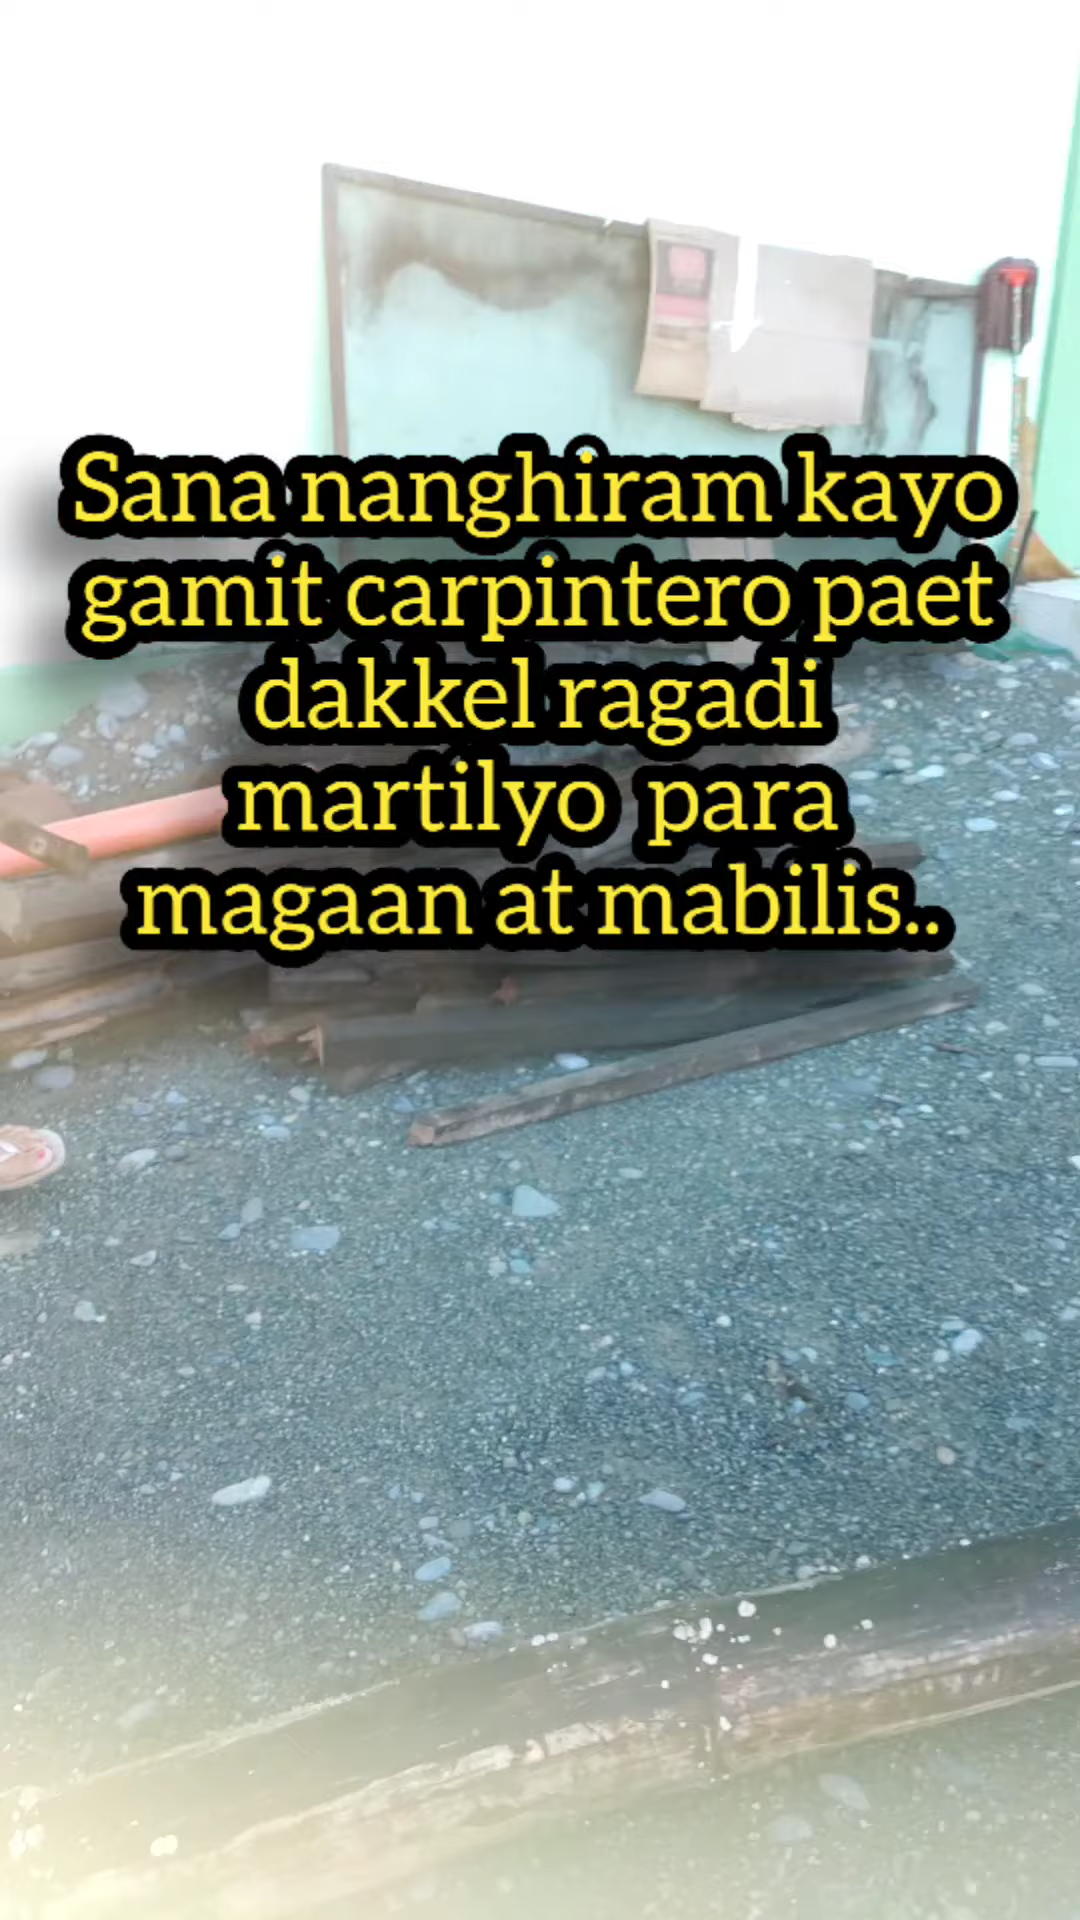 Sana nanghiram kayo
gamit carpintero paet
dakkel ragadi
martilyo para
magaan at mabilis..